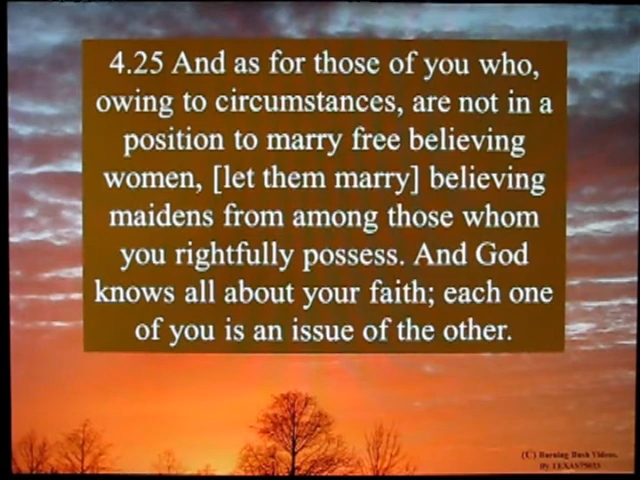 4.25 And as for those of you who,
owing to circumstances, are not in a
position to marry free believing
women, [let them marry] believing
maidens from among those whom
you rightfully possess. And God
knows all about your faith; each one
of you is an issue of the other.
(C) Burning Bush Videos.
By TEXAS75033